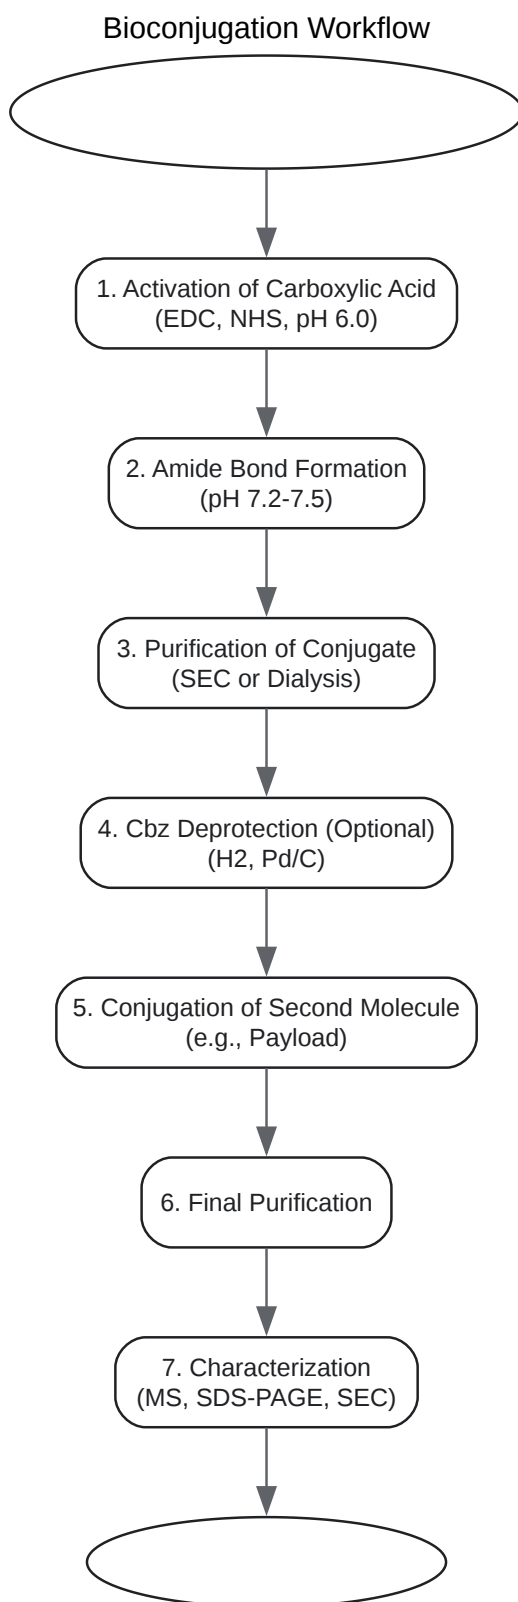 Bioconjugation Workflow
1. Activation of Carboxylic Acid
(EDC, NHS, pH 6.0)
2. Amide Bond Formation
(pH 7.2-7.5)
3. Purification of Conjugate
(SEC or Dialysis)
4. Cbz Deprotection (Optional)
(H2, Pd/C)
5. Conjugation of Second Molecule
(e.g., Payload)
6. Final Purification
7. Characterization
(MS, SDS-PAGE, SEC)